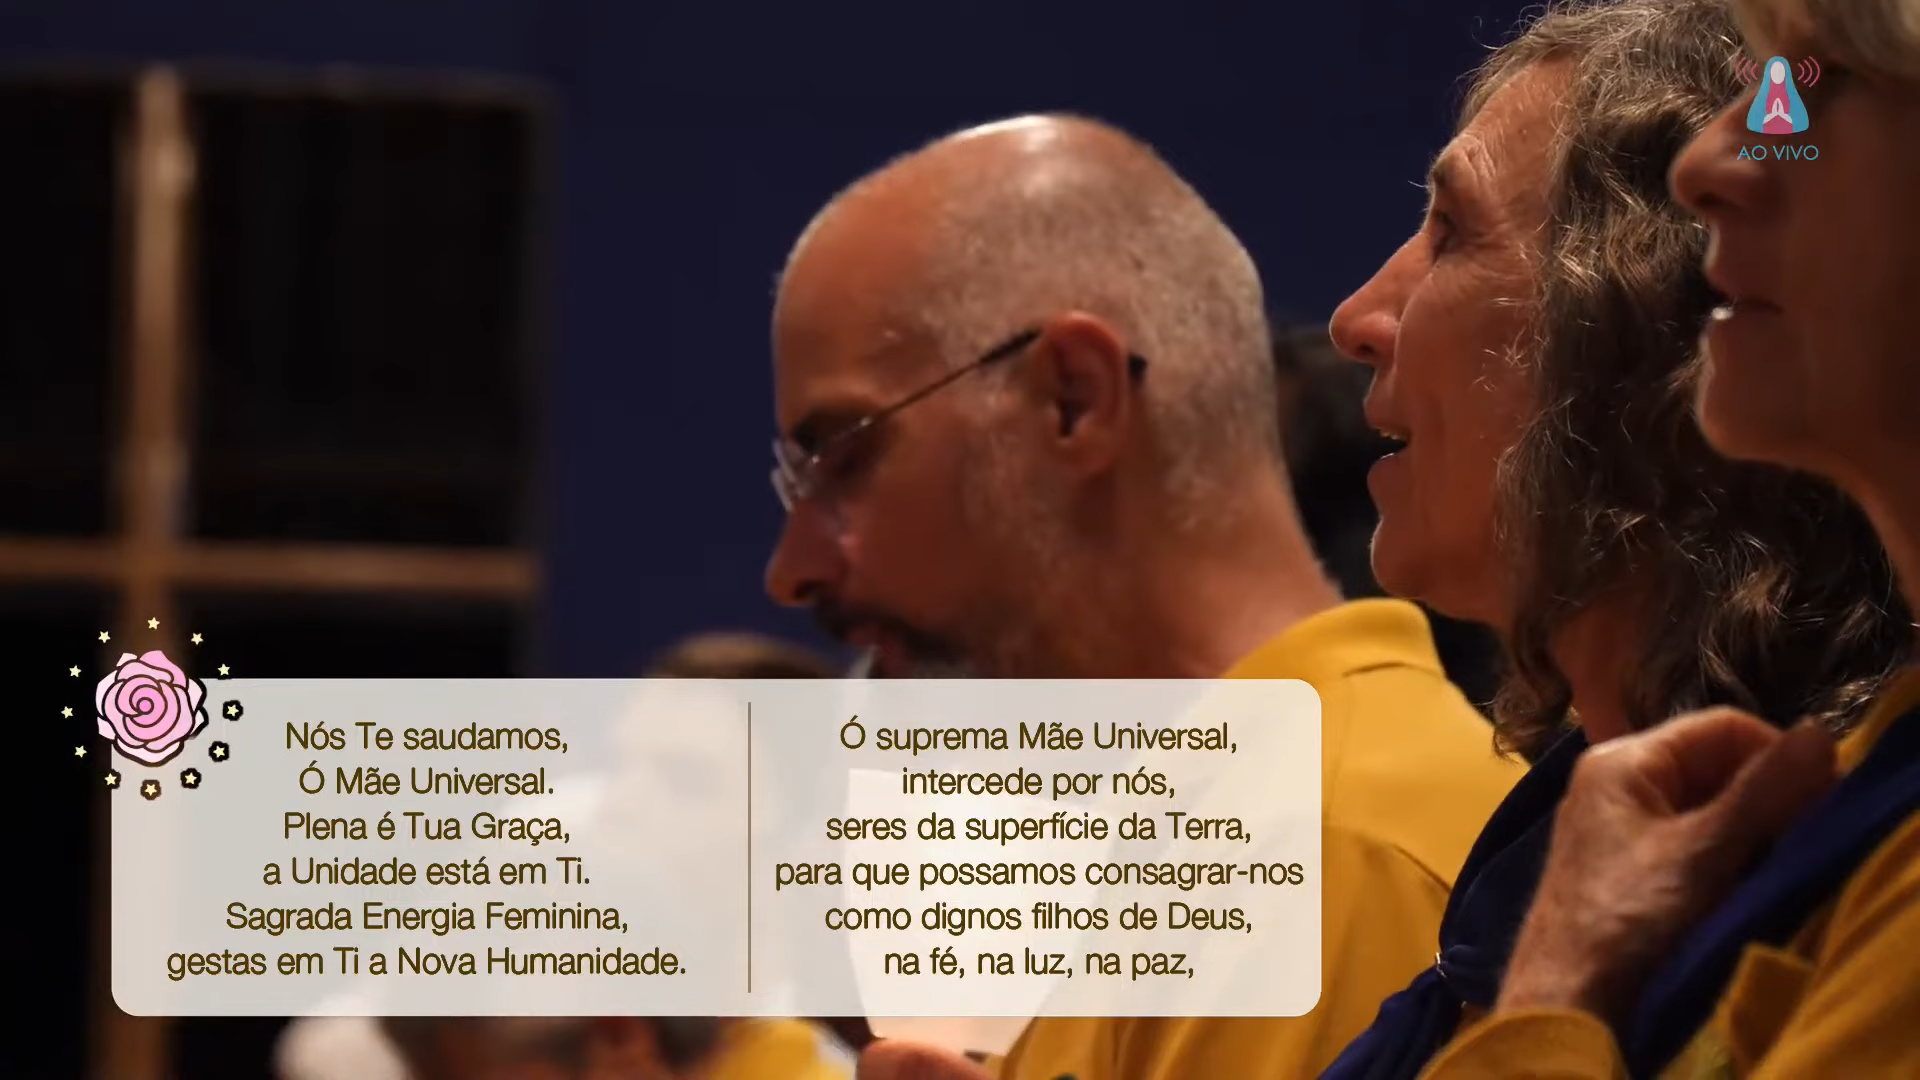 AO VIVO
Nós Te saudamos,
Ó Mãe Universal.
Plena é Tua Graça,
a Unidade está em Ti.
Sagrada Energia Feminina,
gestas em Ti a Nova Humanidade.
Ó suprema Mãe Universal,
intercede por nós,
seres da superfície da Terra,
para que possamos consagrar-nos
como dignos filhos de Deus,
na fé, na luz, na paz,